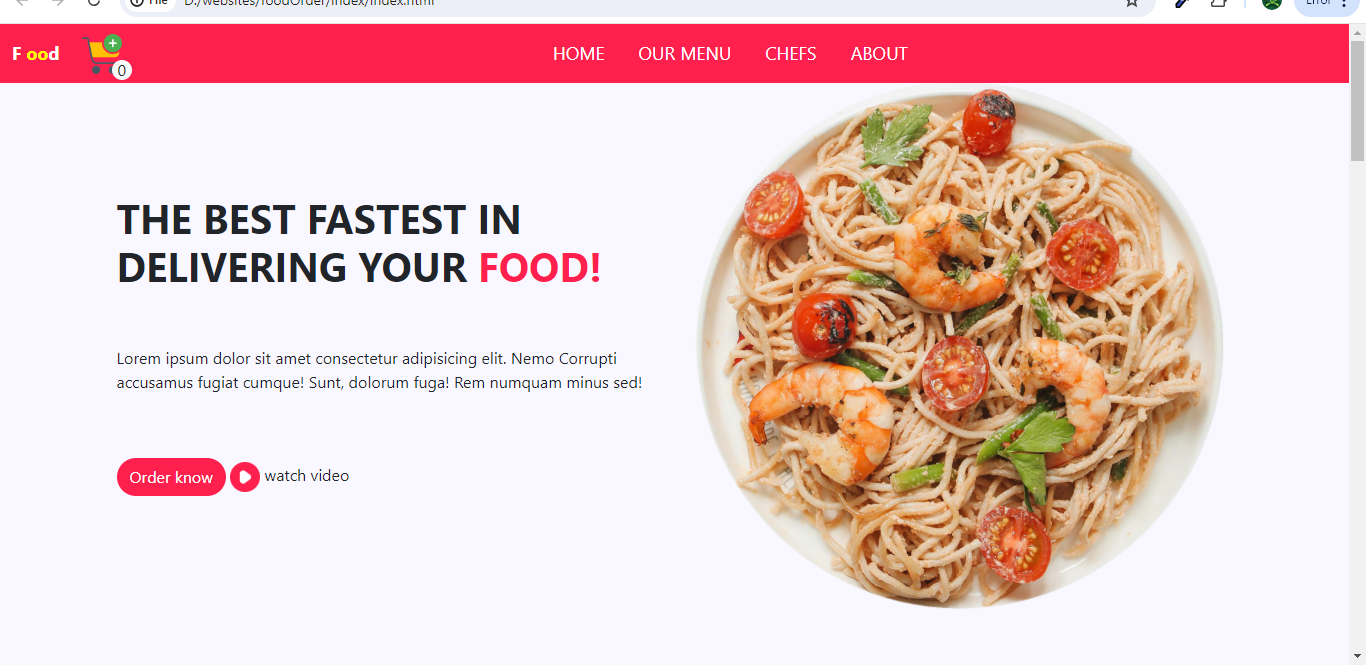 File D:/websites/foodOrder/index/index.html Error
F ood + 0 HOME OUR MENU CHEFS ABOUT
THE BEST FASTEST IN
DELIVERING YOUR FOOD!
Lorem ipsum dolor sit amet consectetur adipisicing elit. Nemo Corrupti
accusamus fugiat cumque! Sunt, dolorum fuga! Rem numquam minus sed!
Order know watch video